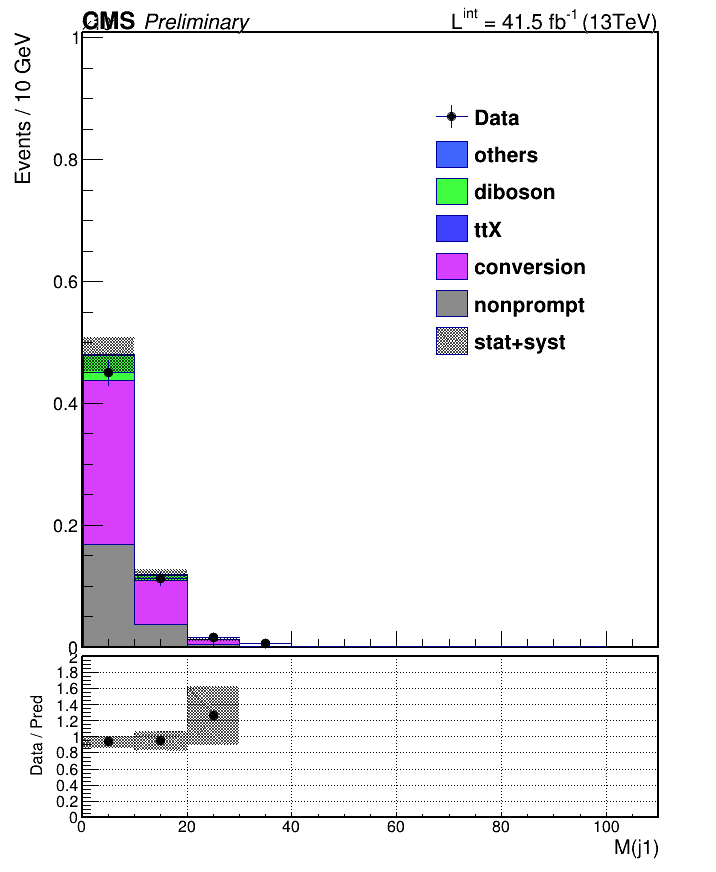 CMS Preliminary
L^int = 41.5 fb^-1 (13TeV)
Events / 10 GeV
1
0.8
0.6
0.4
0.2
0
Data
others
diboson
ttX
conversion
nonprompt
stat+syst
Data / Pred
2
1.8
1.6
1.4
1.2
1
0.8
0.6
0.4
0.2
0
0 20 40 60 80 100
M(j1)